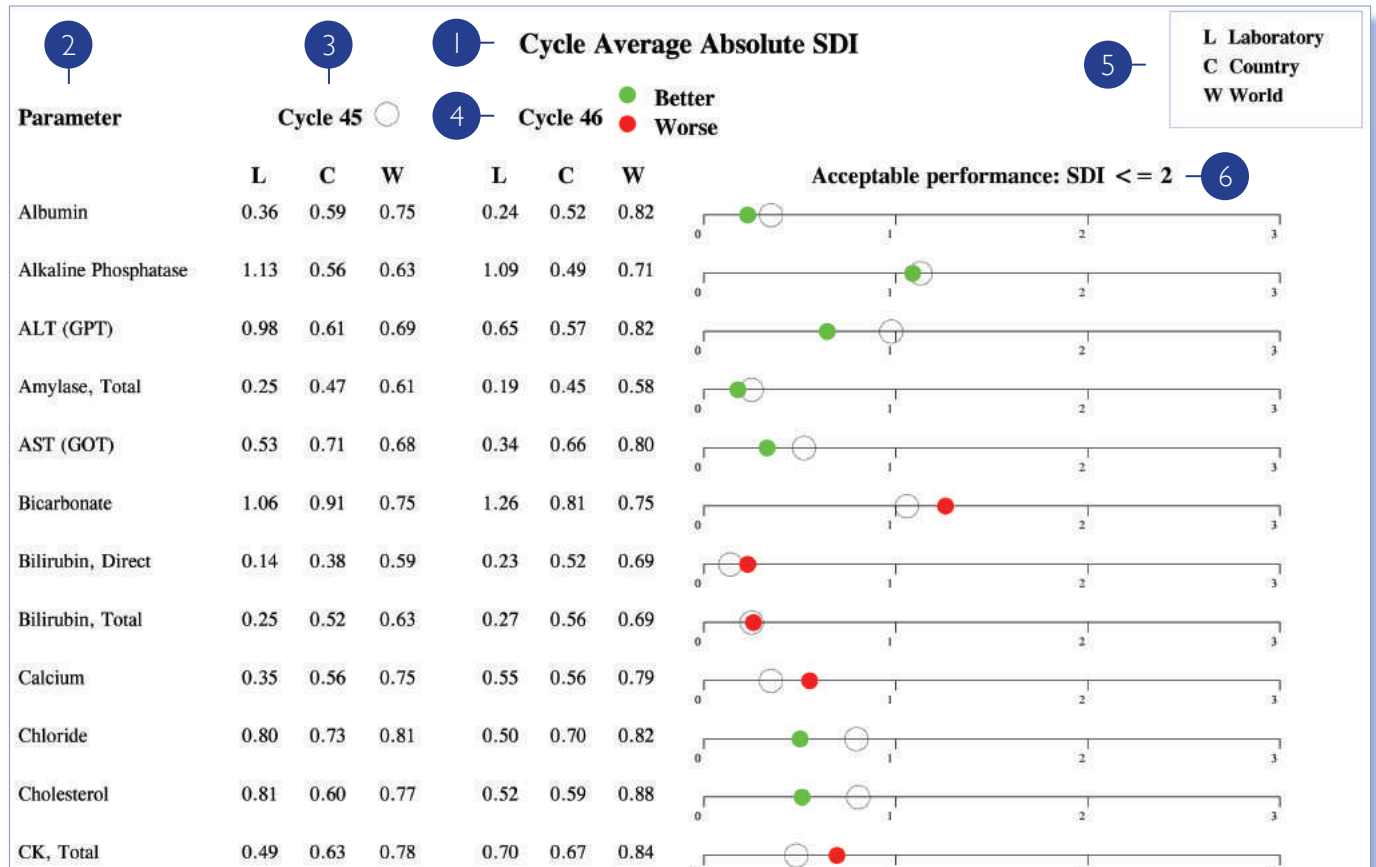 2 3 1 Cycle Average Absolute SDI
L Laboratory
5 C Country
W World
Parameter Cycle 45 4 Cycle 46 Better
Worse
L C W L C W Acceptable performance: SDI < = 2 6
Albumin 0.36 0.59 0.75 0.24 0.52 0.82
0 1 2 3
Alkaline Phosphatase 1.13 0.56 0.63 1.09 0.49 0.71
0 1 2 3
ALT (GPT) 0.98 0.61 0.69 0.65 0.57 0.82
0 1 2 3
Amylase, Total 0.25 0.47 0.61 0.19 0.45 0.58
0 1 2 3
AST (GOT) 0.53 0.71 0.68 0.34 0.66 0.80
0 1 2 3
Bicarbonate 1.06 0.91 0.75 1.26 0.81 0.75
0 1 2 3
Bilirubin, Direct 0.14 0.38 0.59 0.23 0.52 0.69
0 1 2 3
Bilirubin, Total 0.25 0.52 0.63 0.27 0.56 0.69
0 1 2 3
Calcium 0.35 0.56 0.75 0.55 0.56 0.79
0 1 2 3
Chloride 0.80 0.73 0.81 0.50 0.70 0.82
0 1 2 3
Cholesterol 0.81 0.60 0.77 0.52 0.59 0.88
0 1 2 3
CK, Total 0.49 0.63 0.78 0.70 0.67 0.84